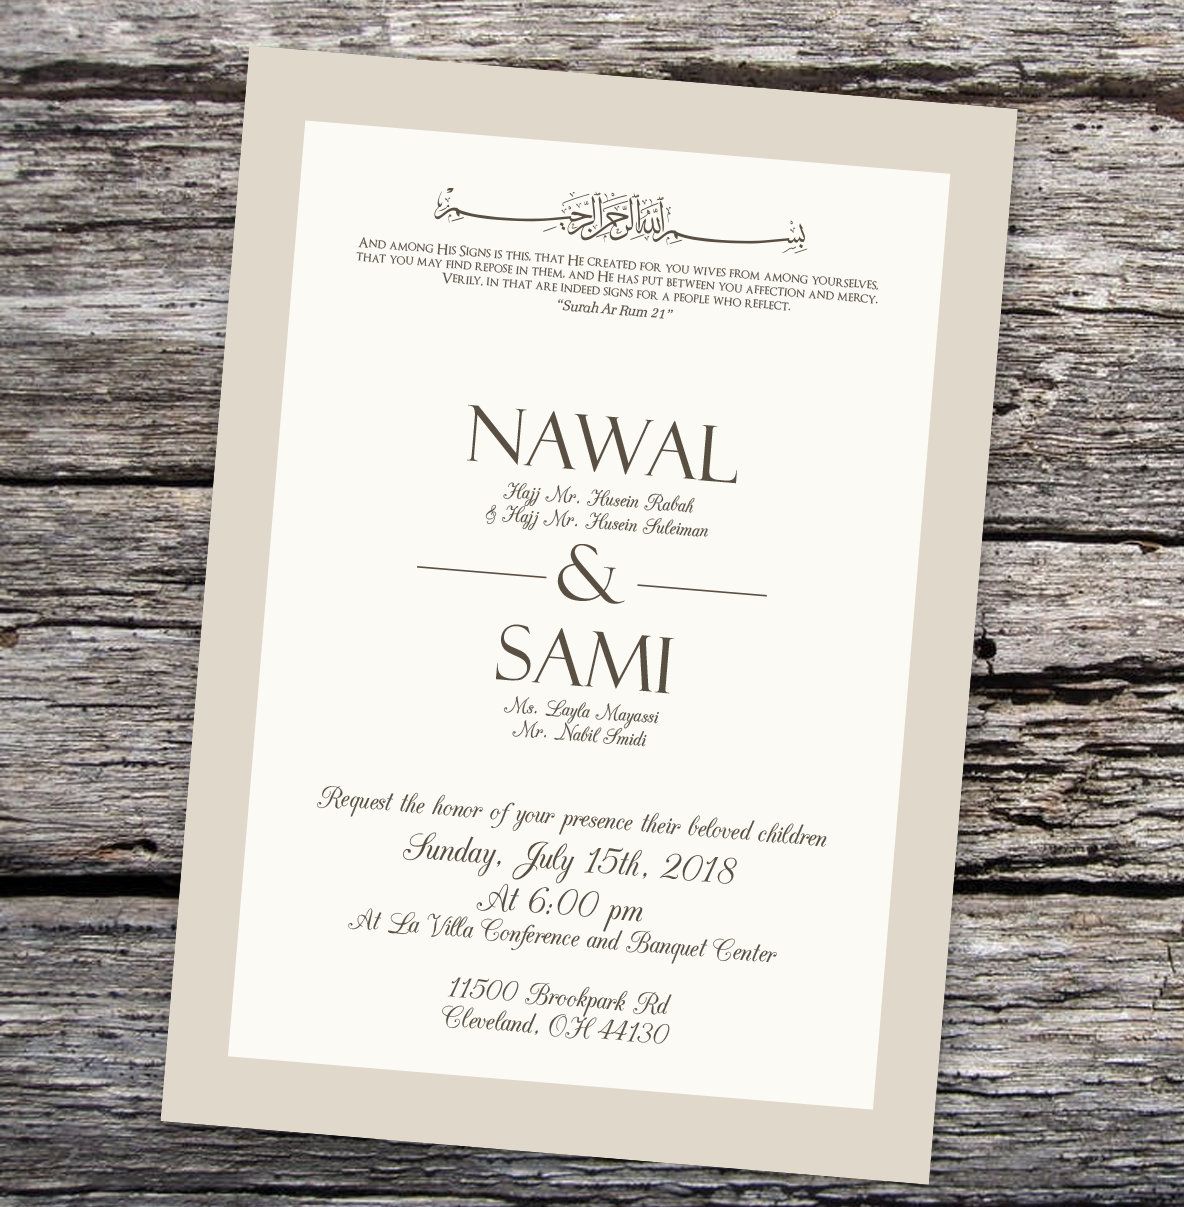 بسم الله الرحمن الرحيم
And among His Signs is this, that He created for you wives from among yourselves,
that you may find repose in them, and He has put between you affection and mercy.
Verily, in that are indeed signs for a people who reflect.
"Surah Ar Rum 21"
NAWAL
Hajj Mr. Husein Rabah
& Hajj Mr. Husein Suleiman
&
SAMI
Ms. Layla Mayassi
Mr. Nabil Smidi
Request the honor of your presence their beloved children
Sunday, July 15th, 2018
At 6:00 pm
At La Villa Conference and Banquet Center
11500 Brookpark Rd
Cleveland, OH 44130